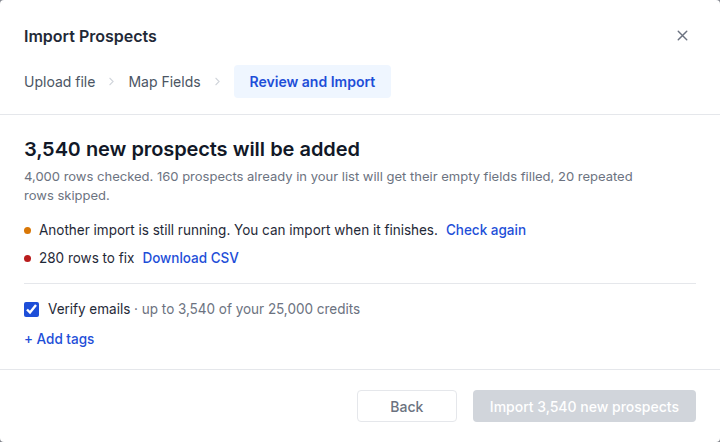 Import Prospects
Upload file
Map Fields
Review and Import
3,540 new prospects will be added
4,000 rows checked. 160 prospects already in your list will get their empty fields filled, 20 repeated
rows skipped.
Another import is still running. You can import when it finishes. Check again
280 rows to fix Download CSV
Verify emails · up to 3,540 of your 25,000 credits
+ Add tags
Back
Import 3,540 new prospects